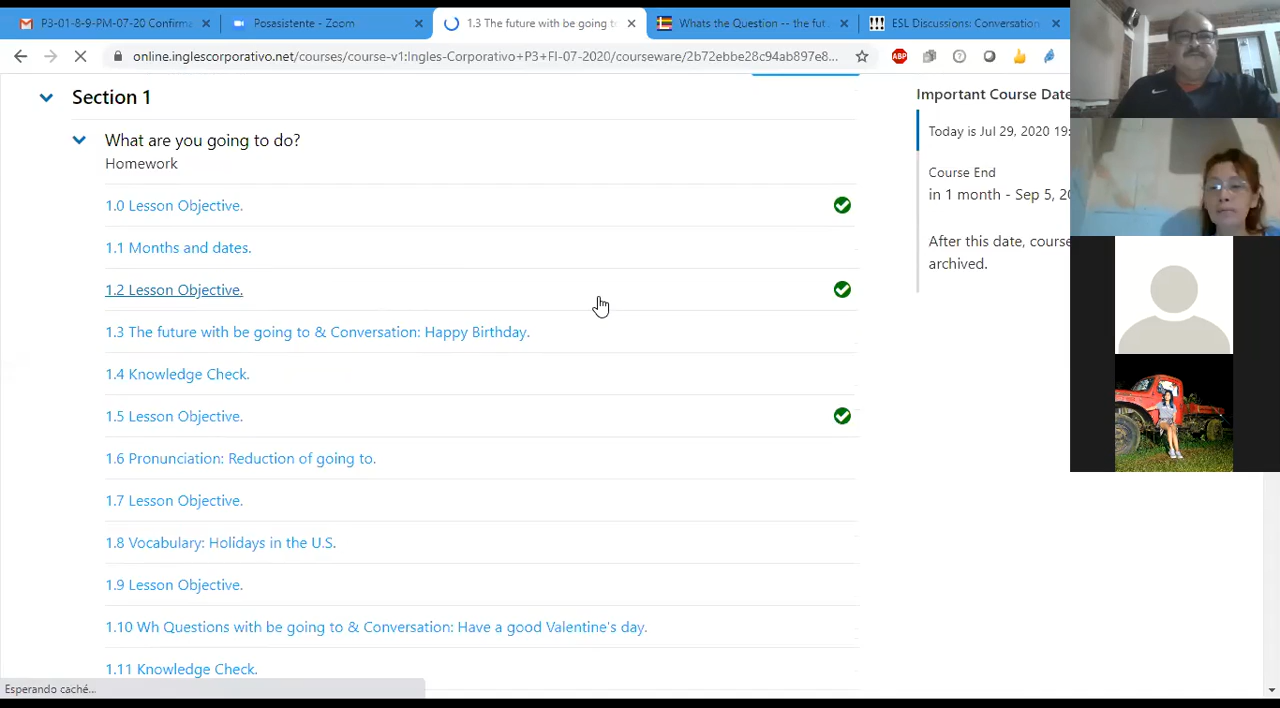 P3-01-8-9-PM-07-20 Confirma
Posasistente - Zoom
1.3 The future with be going to
Whats the Question -- the fut
ESL Discussions: Conversation
online.inglescorporativo.net/courses/course-v1:Ingles-Corporativo+P3+FI-07-2020/courseware/2b72ebbe28c94ab897e8...
ABP
Section 1
What are you going to do?
Homework
1.0 Lesson Objective.
1.1 Months and dates.
1.2 Lesson Objective.
1.3 The future with be going to & Conversation: Happy Birthday.
1.4 Knowledge Check.
1.5 Lesson Objective.
1.6 Pronunciation: Reduction of going to.
1.7 Lesson Objective.
1.8 Vocabulary: Holidays in the U.S.
1.9 Lesson Objective.
1.10 Wh Questions with be going to & Conversation: Have a good Valentine's day.
1.11 Knowledge Check.
Important Course Date
Today is Jul 29, 2020 19:
Course End
in 1 month - Sep 5, 20
After this date, course
archived.
Esperando caché...